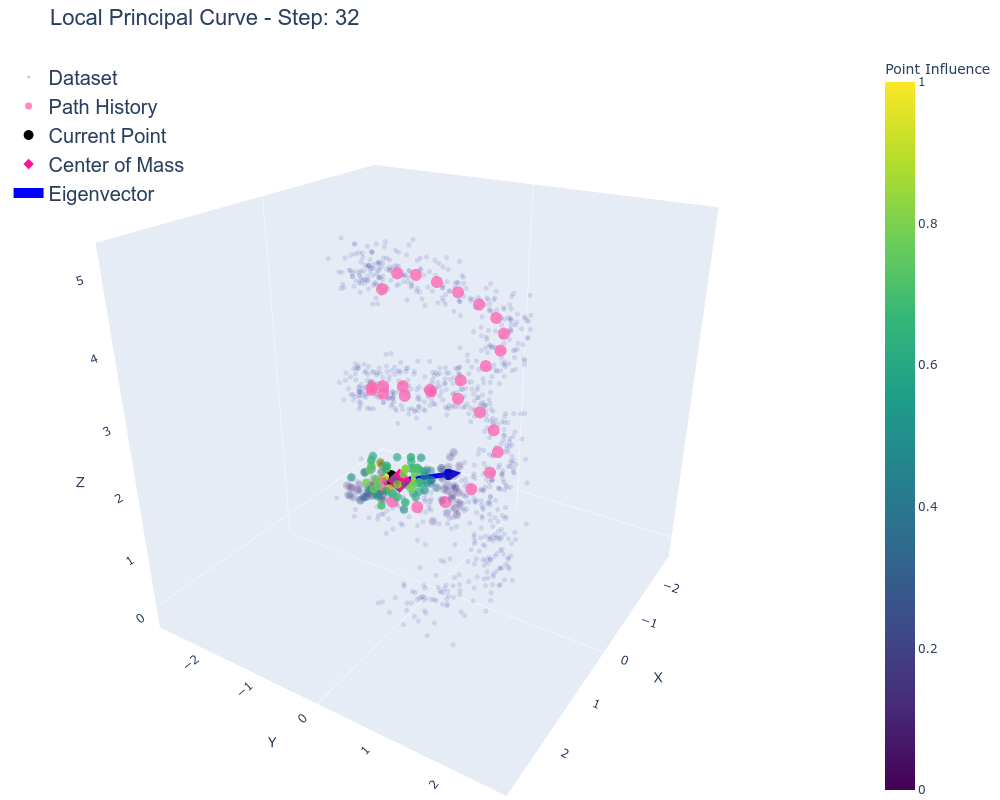 Local Principal Curve - Step: 32
Dataset
Path History
Current Point
Center of Mass
Eigenvector
Point Influence
1
0.8
0.6
0.4
0.2
0
5
4
3
Z
2
1
0
−2
−1
0
Y
1
2
−2
−1
0
X
1
2